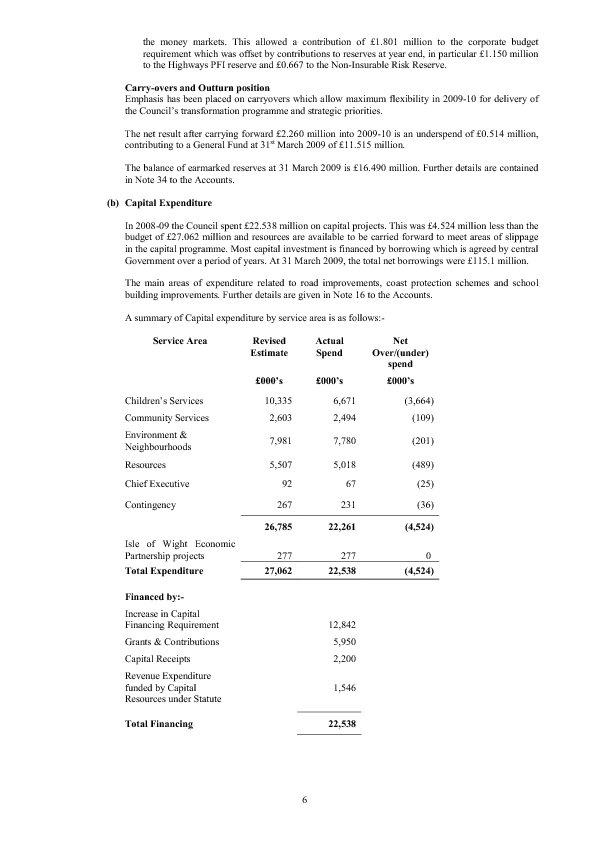 the money markets. This allowed a contribution of £1.801 million to the corporate budget
requirement which was offset by contributions to reserves at year end, in particular £1.150 million
to the Highways PFI reserve and £0.667 to the Non-Insurable Risk Reserve.
Carry-overs and Outturn position
Emphasis has been placed on carryovers which allow maximum flexibility in 2009-10 for delivery of
the Council's transformation programme and strategic priorities.
The net result after carrying forward £2.260 million into 2009-10 is an underspend of £0.514 million,
contributing to a General Fund at 31st March 2009 of £11.515 million.
The balance of earmarked reserves at 31 March 2009 is £16.490 million. Further details are contained
in Note 34 to the Accounts.
(b) Capital Expenditure
In 2008-09 the Council spent £22.538 million on capital projects. This was £4.524 million less than the
budget of £27.062 million and resources are available to be carried forward to meet areas of slippage
in the capital programme. Most capital investment is financed by borrowing which is agreed by central
Government over a period of years. At 31 March 2009, the total net borrowings were £115.1 million.
The main areas of expenditure related to road improvements, coast protection schemes and school
building improvements. Further details are given in Note 16 to the Accounts.
A summary of Capital expenditure by service area is as follows:-
Service Area Revised Actual Net
Estimate Spend Over/(under)
spend
£000's £000's £000's
Children's Services 10,335 6,671 (3,664)
Community Services 2,603 2,494 (109)
Environment &
Neighbourhoods 7,981 7,780 (201)
Resources 5,507 5,018 (489)
Chief Executive 92 67 (25)
Contingency 267 231 (36)
26,785 22,261 (4,524)
Isle of Wight Economic
Partnership projects 277 277 0
Total Expenditure 27,062 22,538 (4,524)
Financed by:-
Increase in Capital
Financing Requirement 12,842
Grants & Contributions 5,950
Capital Receipts 2,200
Revenue Expenditure
funded by Capital 1,546
Resources under Statute
Total Financing 22,538
6